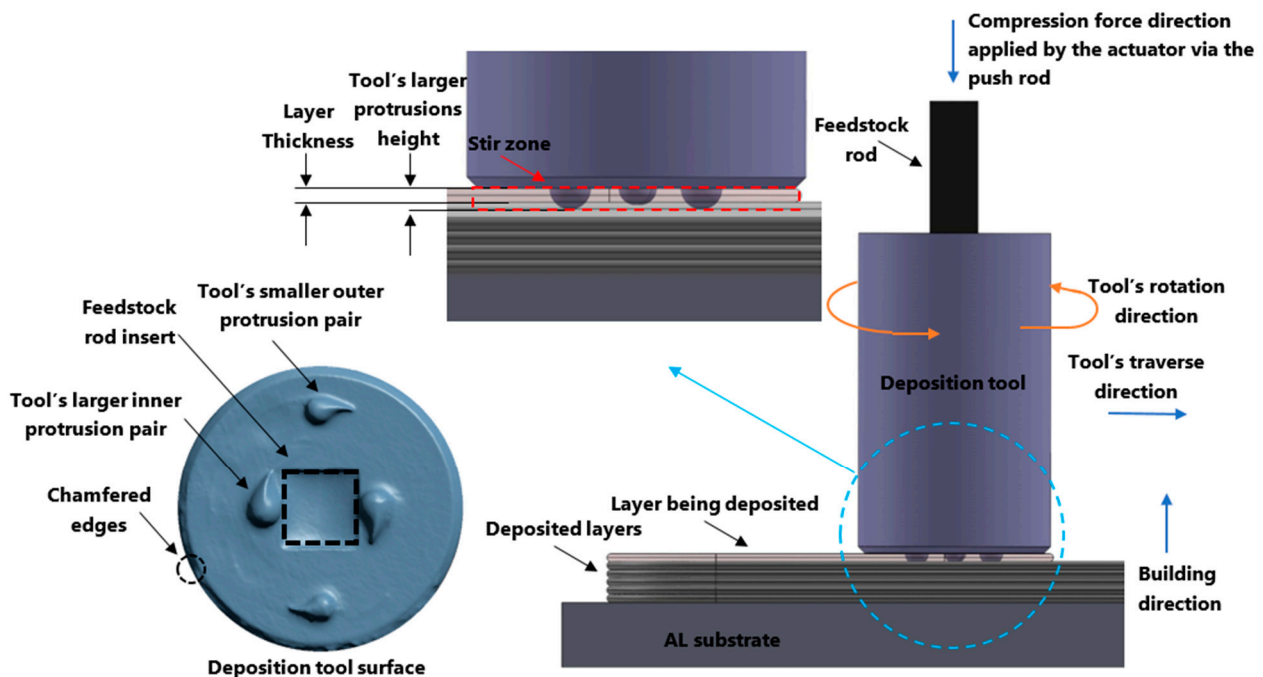 Compression force direction
applied by the actuator via the
push rod
Tool's larger
protrusions
height
Layer
Thickness
Stir zone
Feedstock
rod
Tool's smaller outer
protrusion pair
Feedstock
rod insert
Tool's larger inner
protrusion pair
Chamfered
edges
Deposition tool surface
Tool's rotation
direction
Deposition tool
Tool's traverse
direction
Layer being deposited
Deposited layers
Building
direction
AL substrate